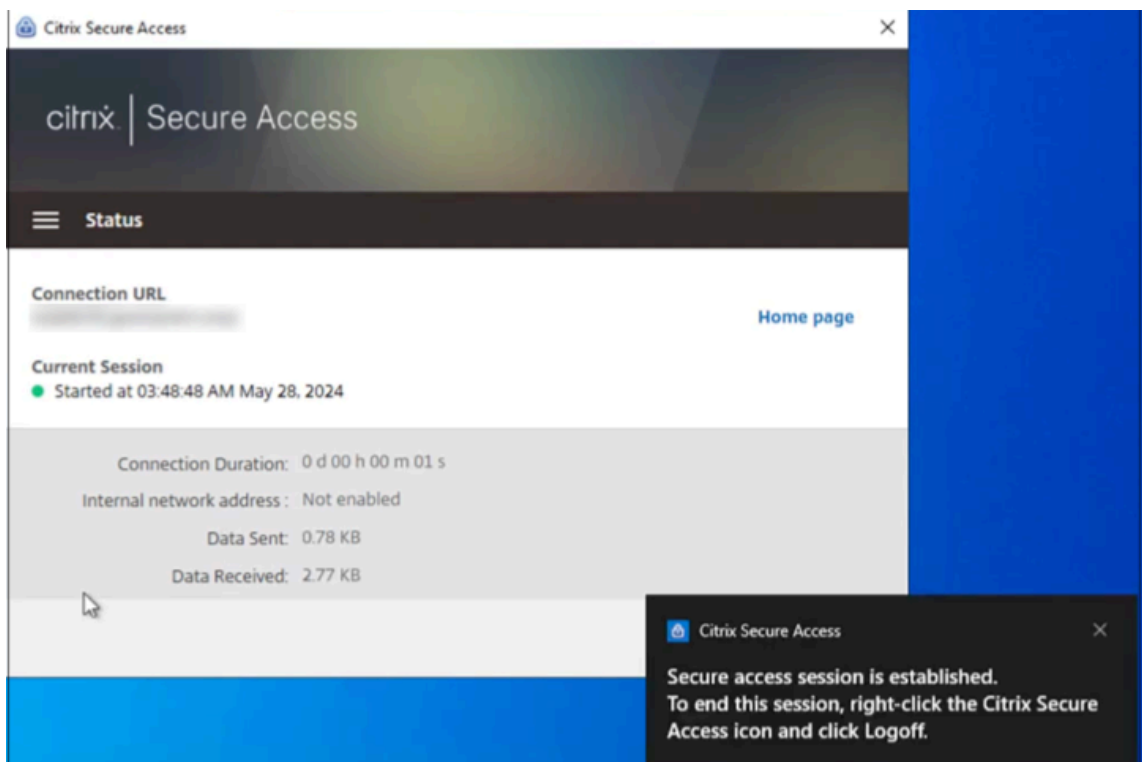 Citrix Secure Access
citrix. | Secure Access
Status
Connection URL
Home page
Current Session
Started at 03:48:48 AM May 28, 2024
Connection Duration: 0 d 00 h 00 m 01 s
Internal network address : Not enabled
Data Sent: 0.78 KB
Data Received: 2.77 KB
Citrix Secure Access
Secure access session is established.
To end this session, right-click the Citrix Secure
Access icon and click Logoff.